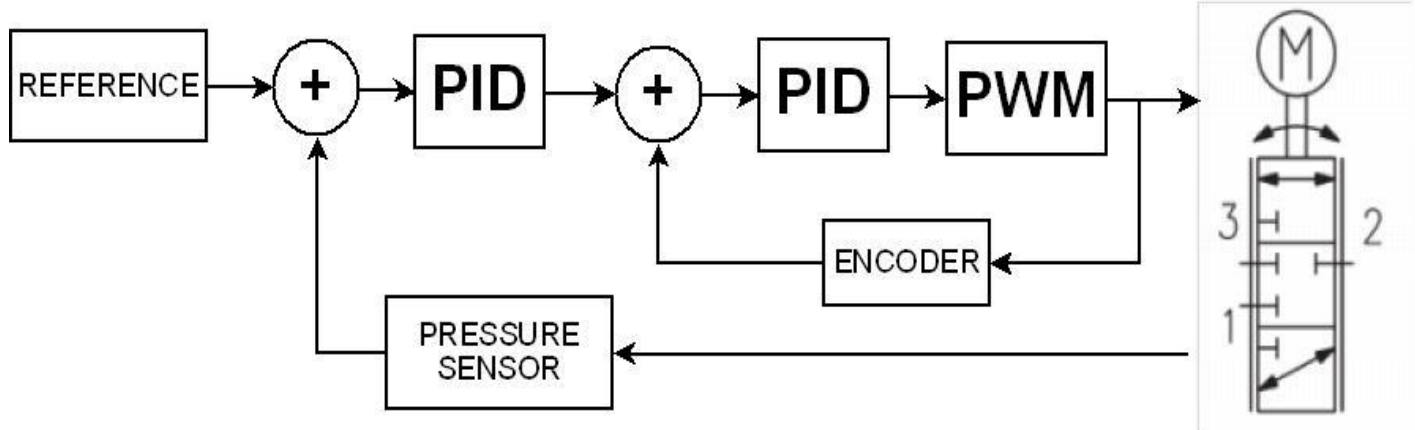 REFERENCE
+
PID
+
PID
PWM
M
3
2
ENCODER
1
PRESSURE
SENSOR